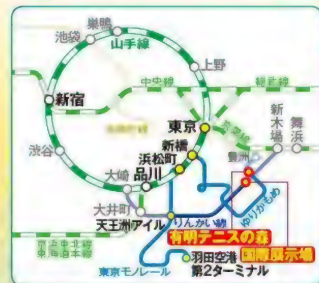 巣鴨
池袋
山手線
上野
中央線
総武線
新宿
東京
新木場
舞浜
新橋
豊洲
渋谷
浜松町
品川
大崎
大井町
りんかい線
ゆりかもめ
天王洲アイル
有明テニスの森
国際展示場
羽田空港
第2ターミナル
東京モノレール